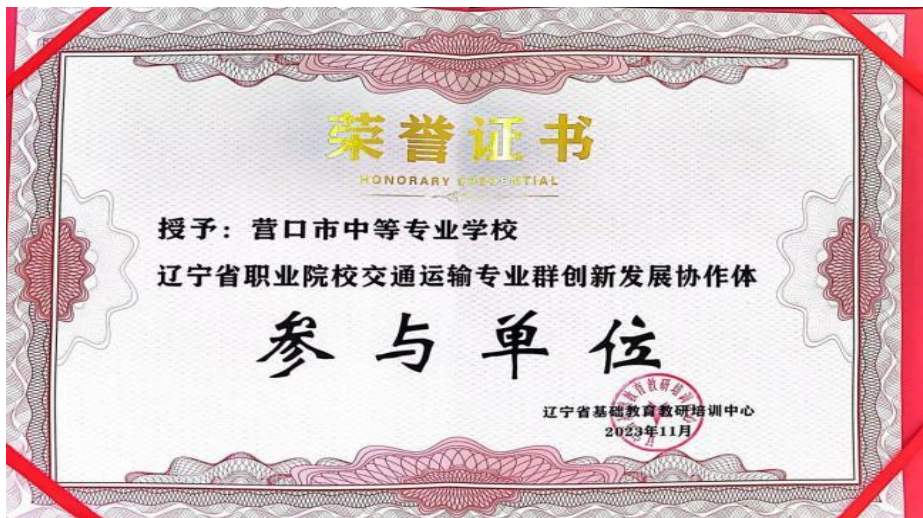 荣誉证书
HONORARY CREDENTIAL
授予：营口市中等专业学校
辽宁省职业院校交通运输专业群创新发展协作体
参与单位
辽宁省基础教育教研培训中心
2023年11月